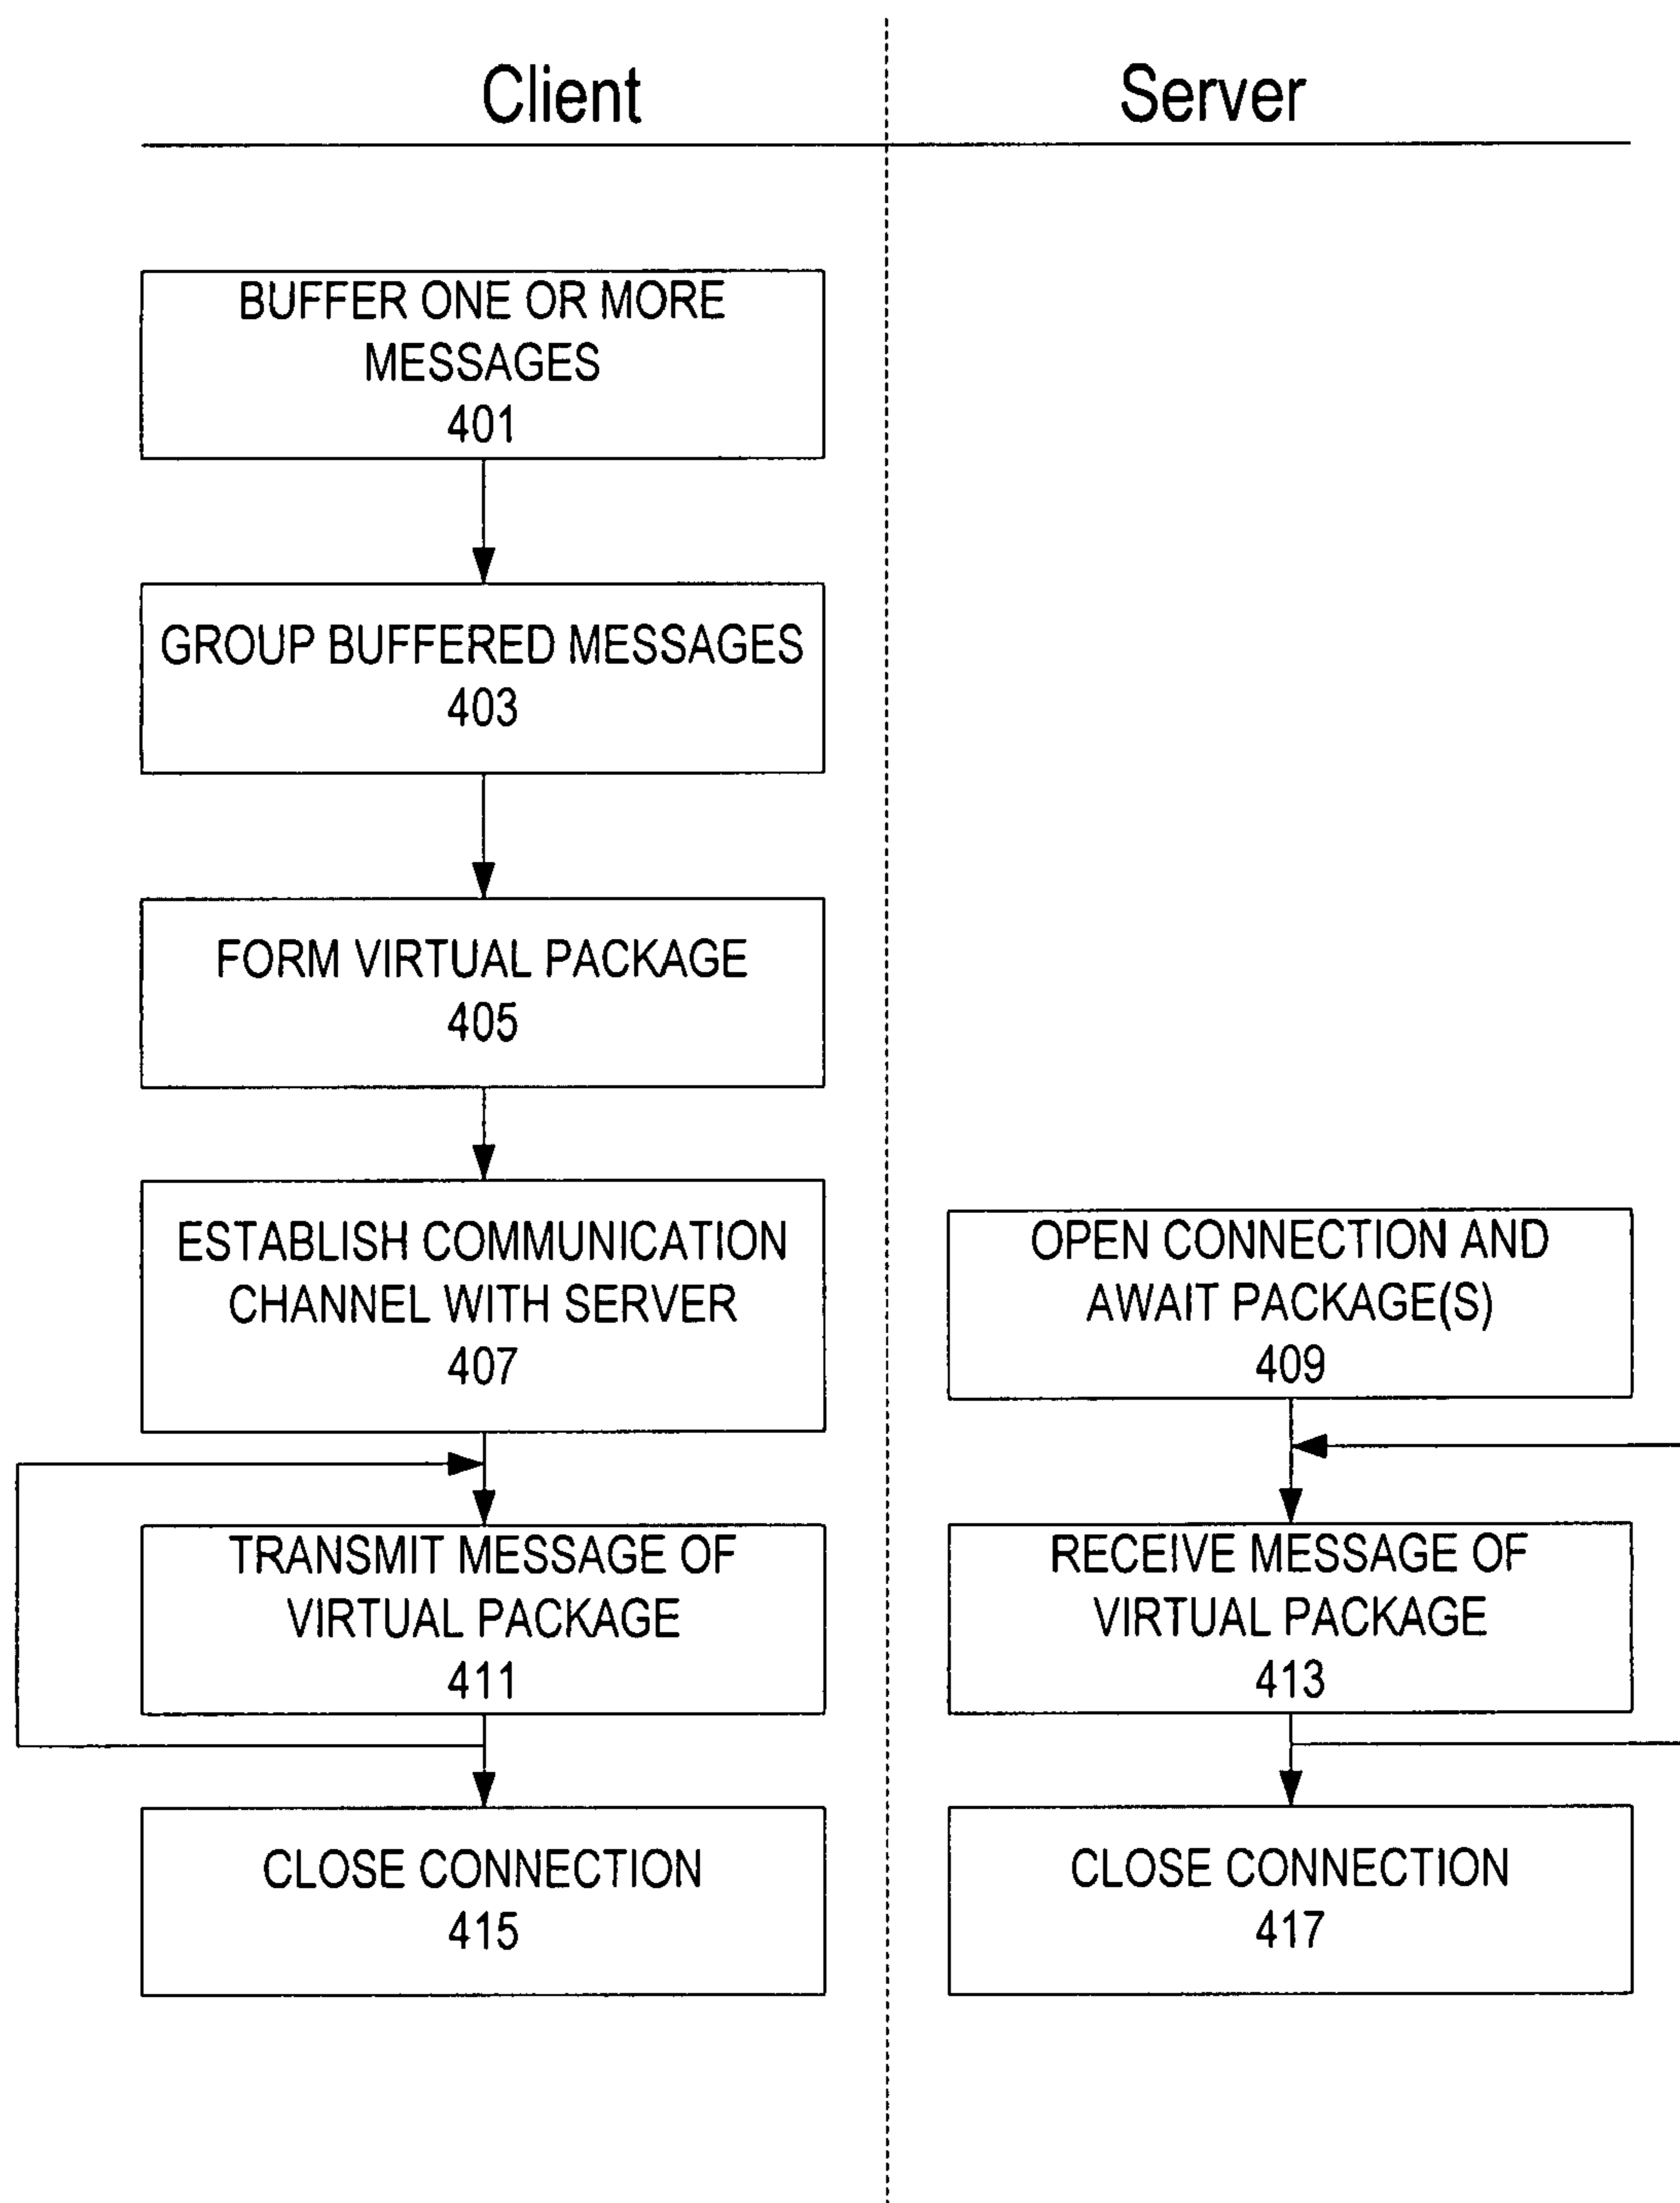 Client
Server
BUFFER ONE OR MORE
MESSAGES
401
GROUP BUFFERED MESSAGES
403
FORM VIRTUAL PACKAGE
405
ESTABLISH COMMUNICATION
CHANNEL WITH SERVER
407
OPEN CONNECTION AND
AWAIT PACKAGE(S)
409
TRANSMIT MESSAGE OF
VIRTUAL PACKAGE
411
RECEIVE MESSAGE OF
VIRTUAL PACKAGE
413
CLOSE CONNECTION
415
CLOSE CONNECTION
417